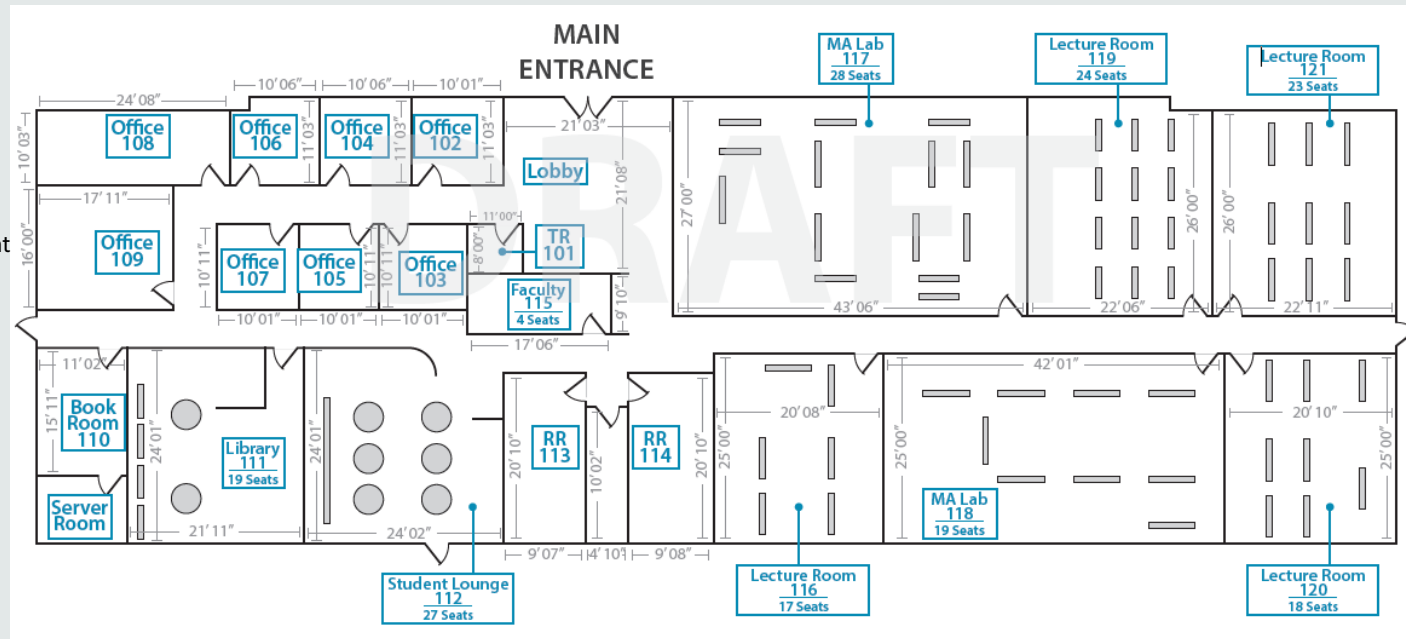 MAIN
ENTRANCE
MA Lab
117
28 Seats
Lecture Room
119
24 Seats
Lecture Room
121
23 Seats
24' 08"
10' 06"
10' 06"
10' 01"
21' 03"
10' 03"
Office
108
Office
106
11' 03"
Office
104
11' 03"
Office
102
11' 03"
Lobby
21' 08"
27' 00"
26' 00"
26' 00"
DRAFT
17' 11"
16' 00"
Office
109
at
10' 11"
Office
107
Office
105
10' 11"
10' 11"
Office
103
11' 00"
8' 00"
TR
101
Faculty
115
4 Seats
9' 10"
10' 01"
10' 01"
10' 01"
17' 06"
43' 06"
22' 06"
22' 11"
11' 02"
15' 11"
Book
Room
110
Server
Room
24' 01"
Library
111
19 Seats
21' 11"
24' 01"
24' 02"
Student Lounge
112
27 Seats
20' 10"
RR
113
10' 02"
RR
114
20' 10"
9' 07"
4' 10"
9' 08"
25' 00"
20' 08"
Lecture Room
116
17 Seats
25' 00"
42' 01"
MA Lab
118
19 Seats
20' 10"
25' 00"
Lecture Room
120
18 Seats